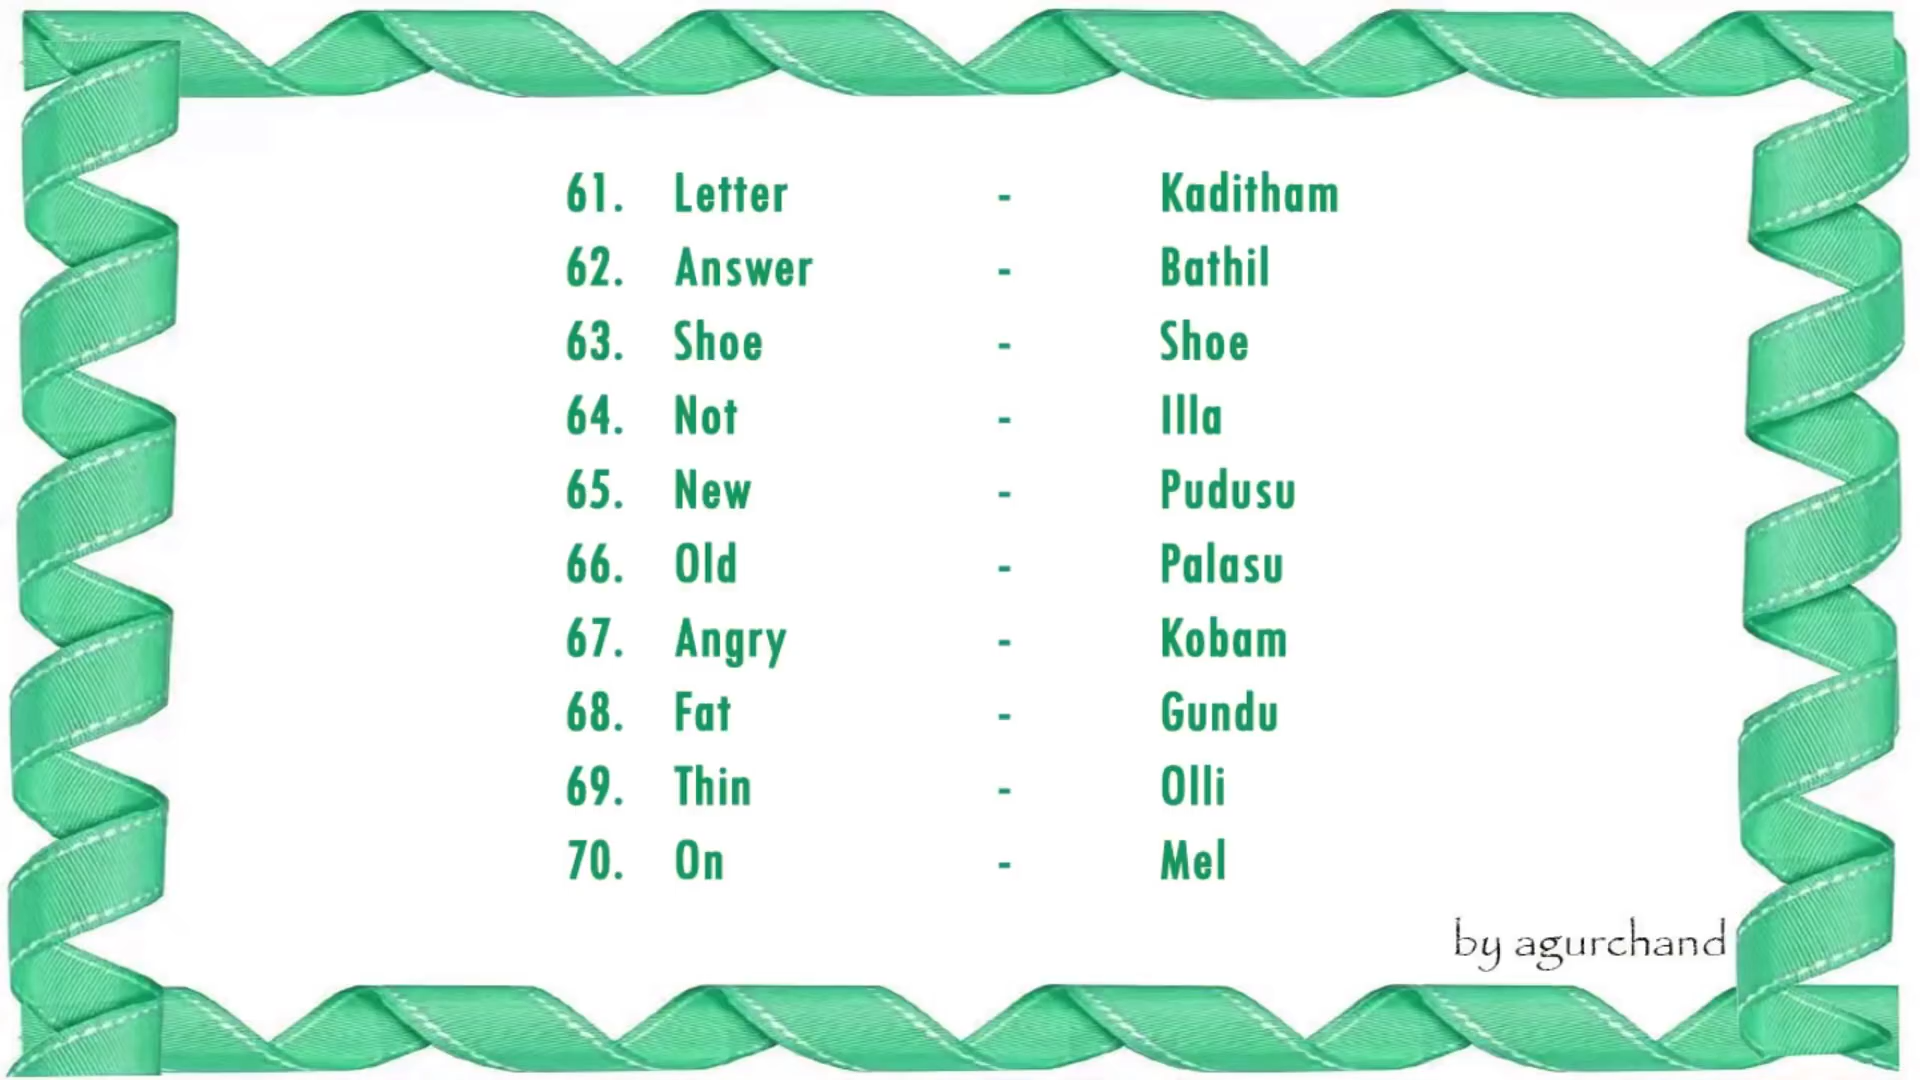 61. Letter - Kaditham
62. Answer - Bathil
63. Shoe - Shoe
64. Not - Illa
65. New - Pudusu
66. Old - Palasu
67. Angry - Kobam
68. Fat - Gundu
69. Thin - Olli
70. On - Mel
by agurchand